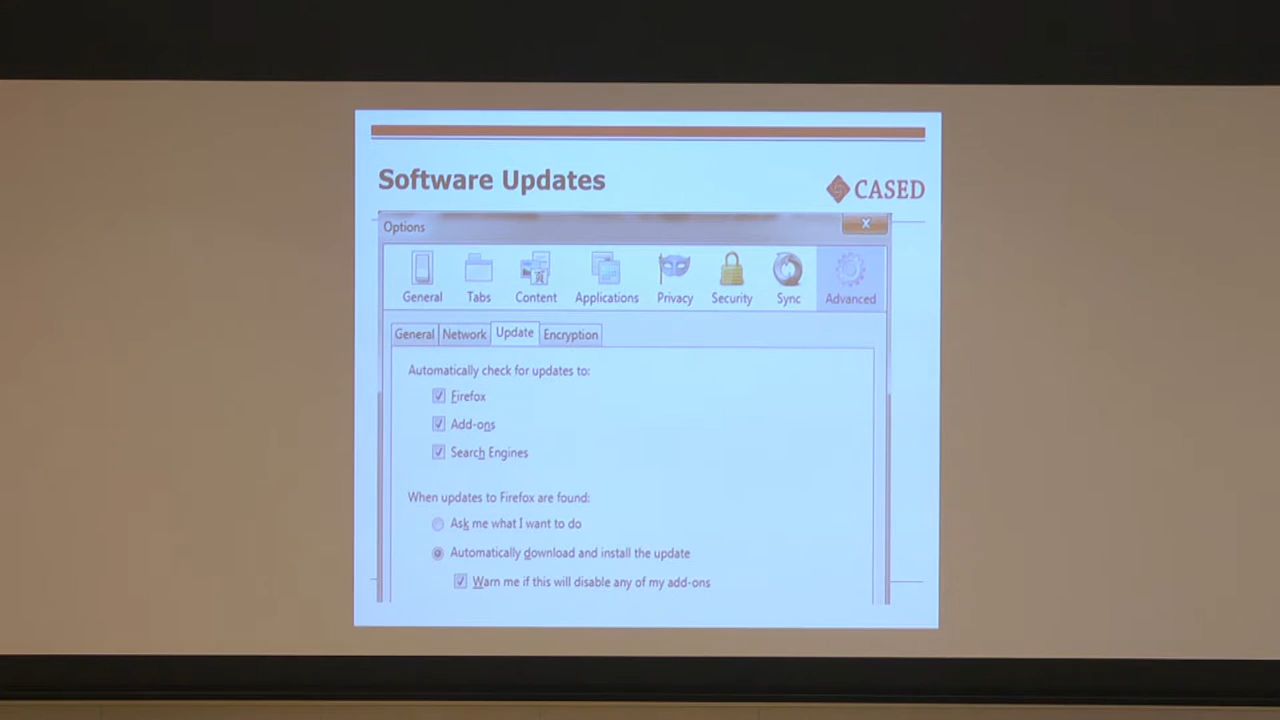 Software Updates
CASED
Options
X
General Tabs Content Applications Privacy Security Sync Advanced
General Network Update Encryption
Automatically check for updates to:
Firefox
Add-ons
Search Engines
When updates to Firefox are found:
Ask me what I want to do
Automatically download and install the update
Warn me if this will disable any of my add-ons